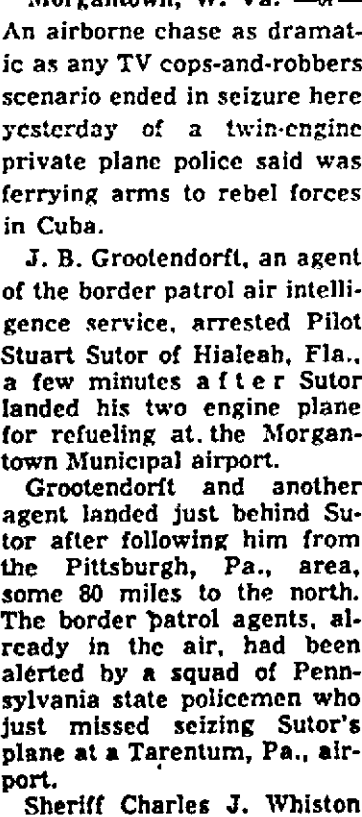 Morgantown, W. Va. —UP—
An airborne chase as dramat-
ic as any TV cops-and-robbers
scenario ended in seizure here
yesterday of a twin-engine
private plane police said was
ferrying arms to rebel forces
in Cuba.
J. B. Grootendorft, an agent
of the border patrol air intelli-
gence service, arrested Pilot
Stuart Sutor of Hialeah, Fla.,
a few minutes after Sutor
landed his two engine plane
for refueling at. the Morgan-
town Municipal airport.
Grootendorft and another
agent landed just behind Su-
tor after following him from
the Pittsburgh, Pa., area,
some 80 miles to the north.
The border patrol agents, al-
ready in the air, had been
alerted by a squad of Penn-
sylvania state policemen who
just missed seizing Sutor's
plane at a Tarentum, Pa., air-
port.
Sheriff Charles J. Whiston